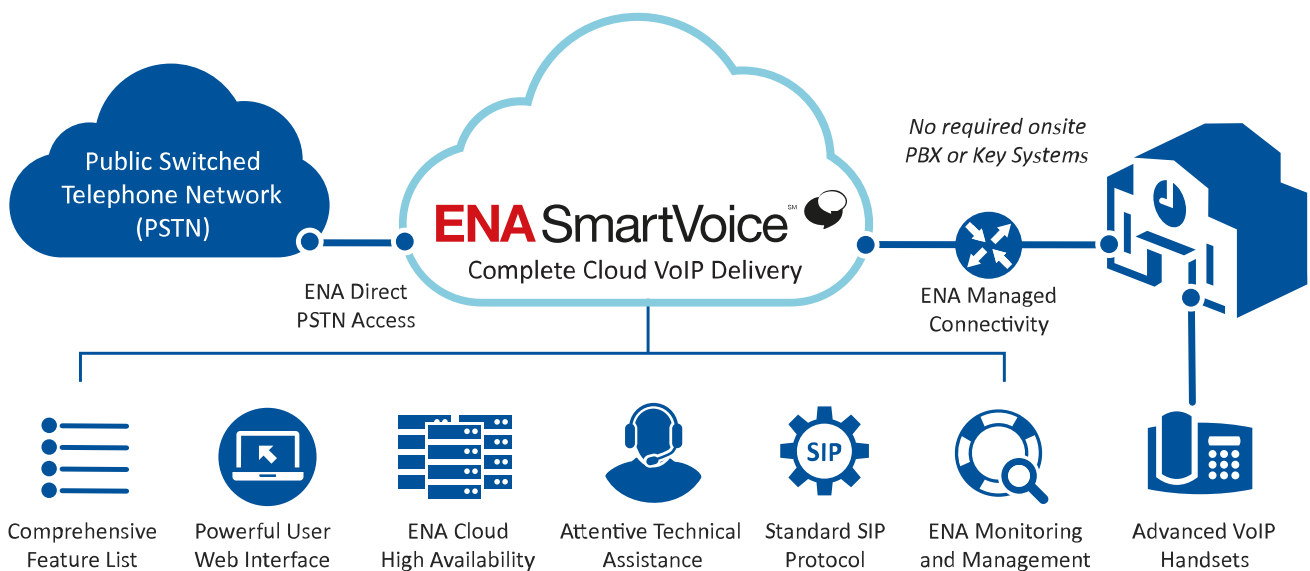 Public Switched
Telephone Network
(PSTN)
ENA Direct
PSTN Access
ENA SmartVoice℠
Complete Cloud VoIP Delivery
No required onsite
PBX or Key Systems
ENA Managed
Connectivity
SIP
Comprehensive
Feature List
Powerful User
Web Interface
ENA Cloud
High Availability
Attentive Technical
Assistance
Standard SIP
Protocol
ENA Monitoring
and Management
Advanced VoIP
Handsets